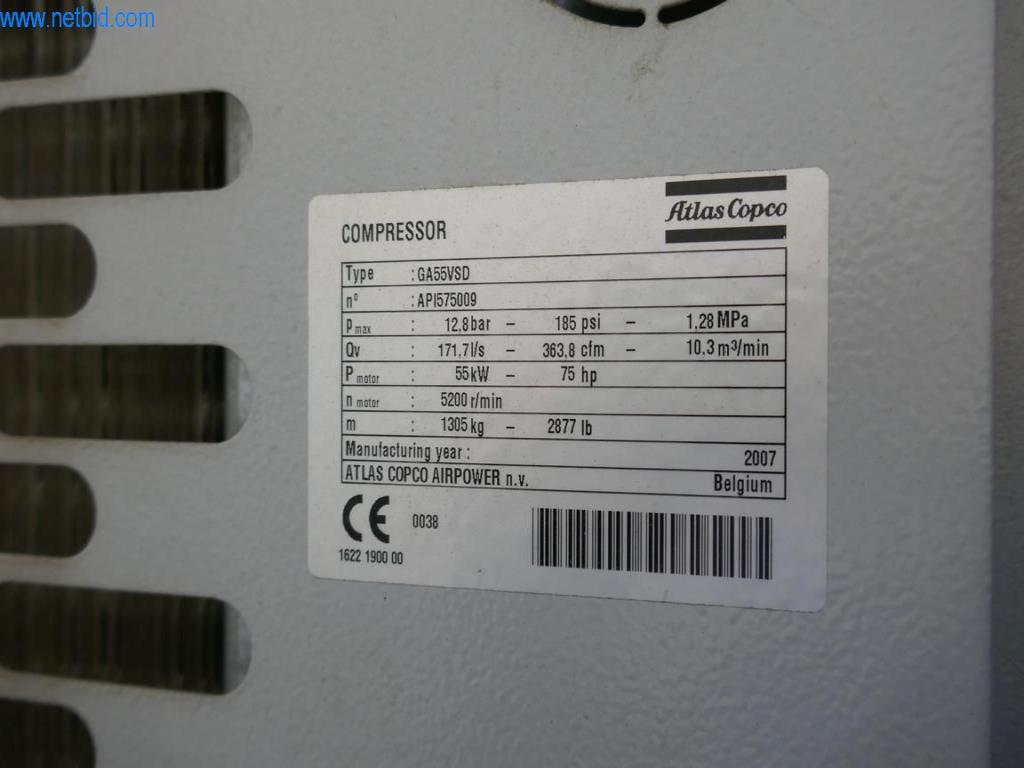 www.netbid.com
Atlas Copco
COMPRESSOR
Type : GA55VSD
n° : API575009
p max : 12,8 bar – 185 psi – 1,28 MPa
Qv : 171,7 l/s – 363,8 cfm – 10,3 m³/min
P motor : 55 kW – 75 hp
n motor : 5200 r/min
m : 1305 kg – 2877 lb
Manufacturing year : 2007
ATLAS COPCO AIRPOWER n.v. Belgium
CE 0038
1622 1900 00